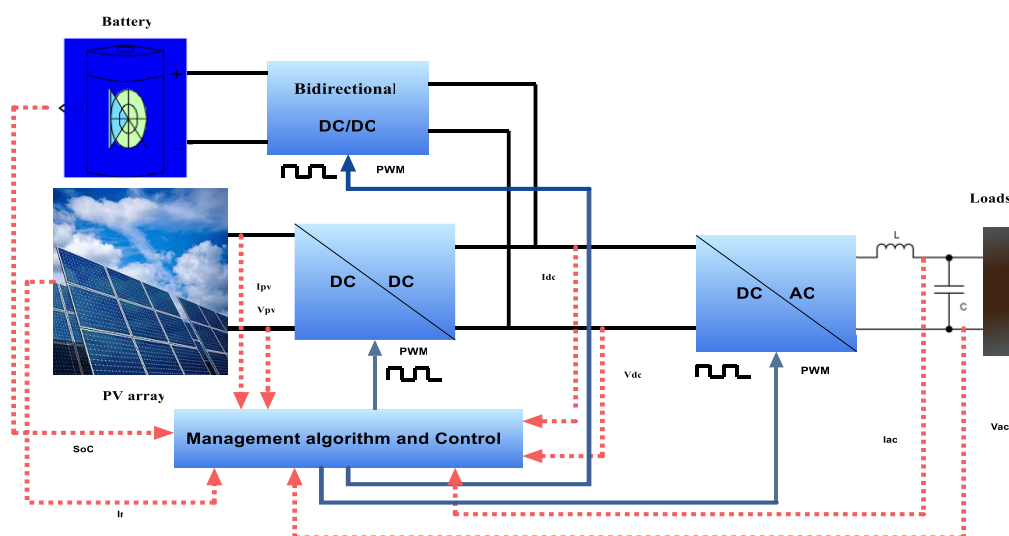 Battery
+
Bidirectional
DC/DC
PWM
Loads
L
DC DC
Ipv
Vpv
Idc
DC AC
C
PWM
Vdc
PWM
PV array
Management algorithm and Control
SoC
Iac
Vac
Ir